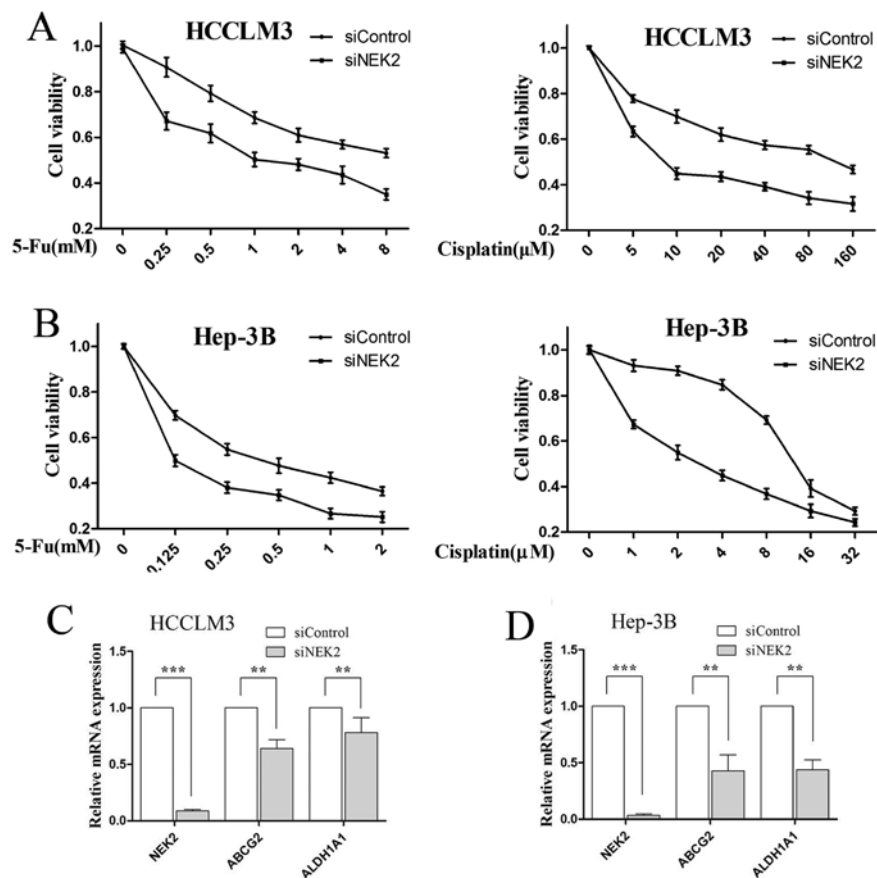 A
HCCLM3
siControl
siNEK2
Cell viability
1.0
0.8
0.6
0.4
0.2
5-Fu(mM)
0 0.25 0.5 1 2 4 8
HCCLM3
siControl
siNEK2
Cell viability
1.0
0.8
0.6
0.4
0.2
Cisplatin(μM)
0 5 10 20 40 80 160
B
Hep-3B
siControl
siNEK2
Cell viability
1.0
0.8
0.6
0.4
0.2
5-Fu(mM)
0 0.125 0.25 0.5 1 2
Hep-3B
siControl
siNEK2
Cell viability
1.0
0.8
0.6
0.4
0.2
Cisplatin(μM)
0 1 2 4 8 16 32
C
HCCLM3
siControl
siNEK2
Relative mRNA expression
1.5
1.0
0.5
0.0
*** ** **
NEK2 ABCG2 ALDH1A1
D
Hep-3B
siControl
siNEK2
Relative mRNA expression
1.5
1.0
0.5
0.0
*** ** **
NEK2 ABCG2 ALDH1A1